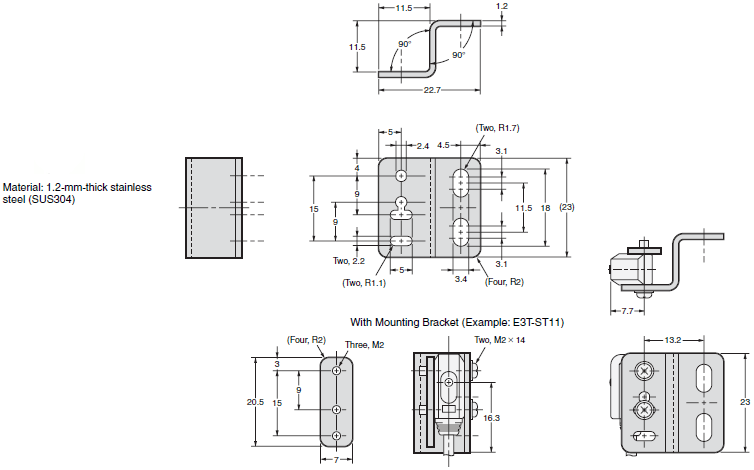 11.5
1.2
11.5
90°
90°
22.7
(Two, R1.7)
5
2.4
4.5
3.1
4
9
15
9
11.5
18
(23)
Material: 1.2-mm-thick stainless
steel (SUS304)
Two, 2.2
(Two, R1.1)
5
3.4
3.1
(Four, R2)
7.7
With Mounting Bracket (Example: E3T-ST11)
(Four, R2)
Three, M2
Two, M2 × 14
13.2
3
20.5
15
9
16.3
23
7